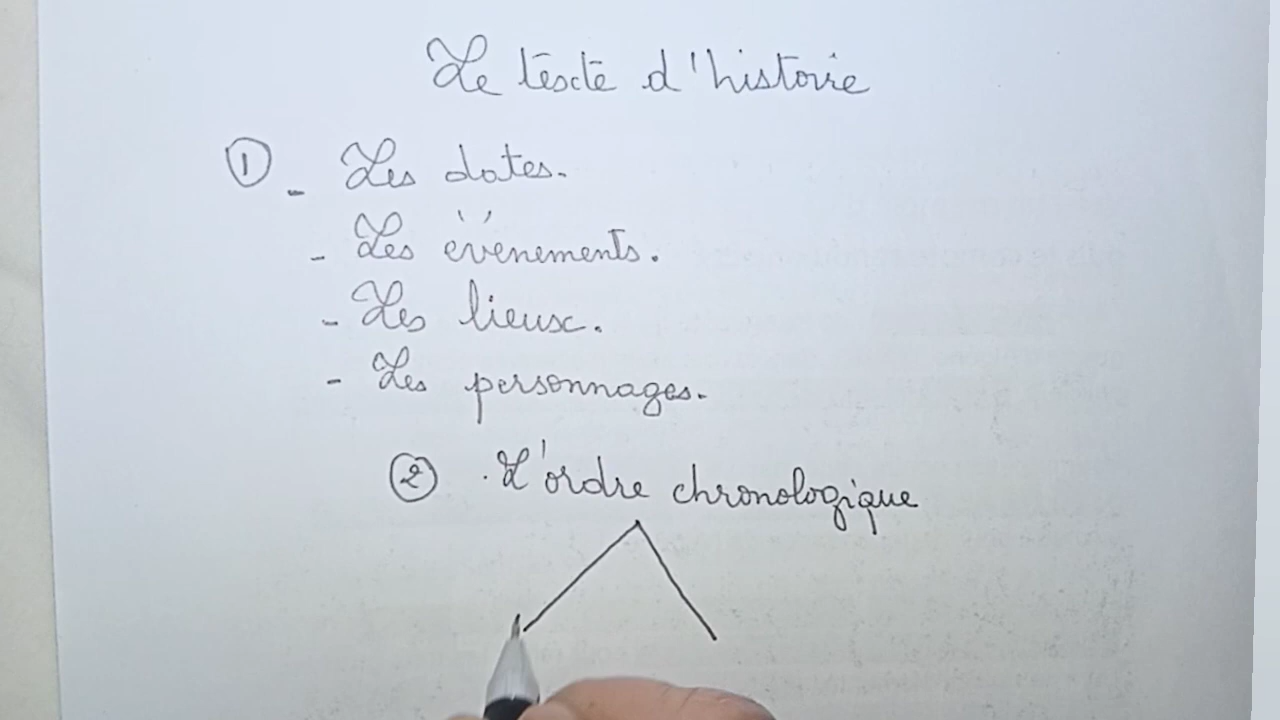 Le texte d'histoire
① - Les dates.
- Les événements.
- Les lieux.
- Les personnages.
② . L'ordre chronologique